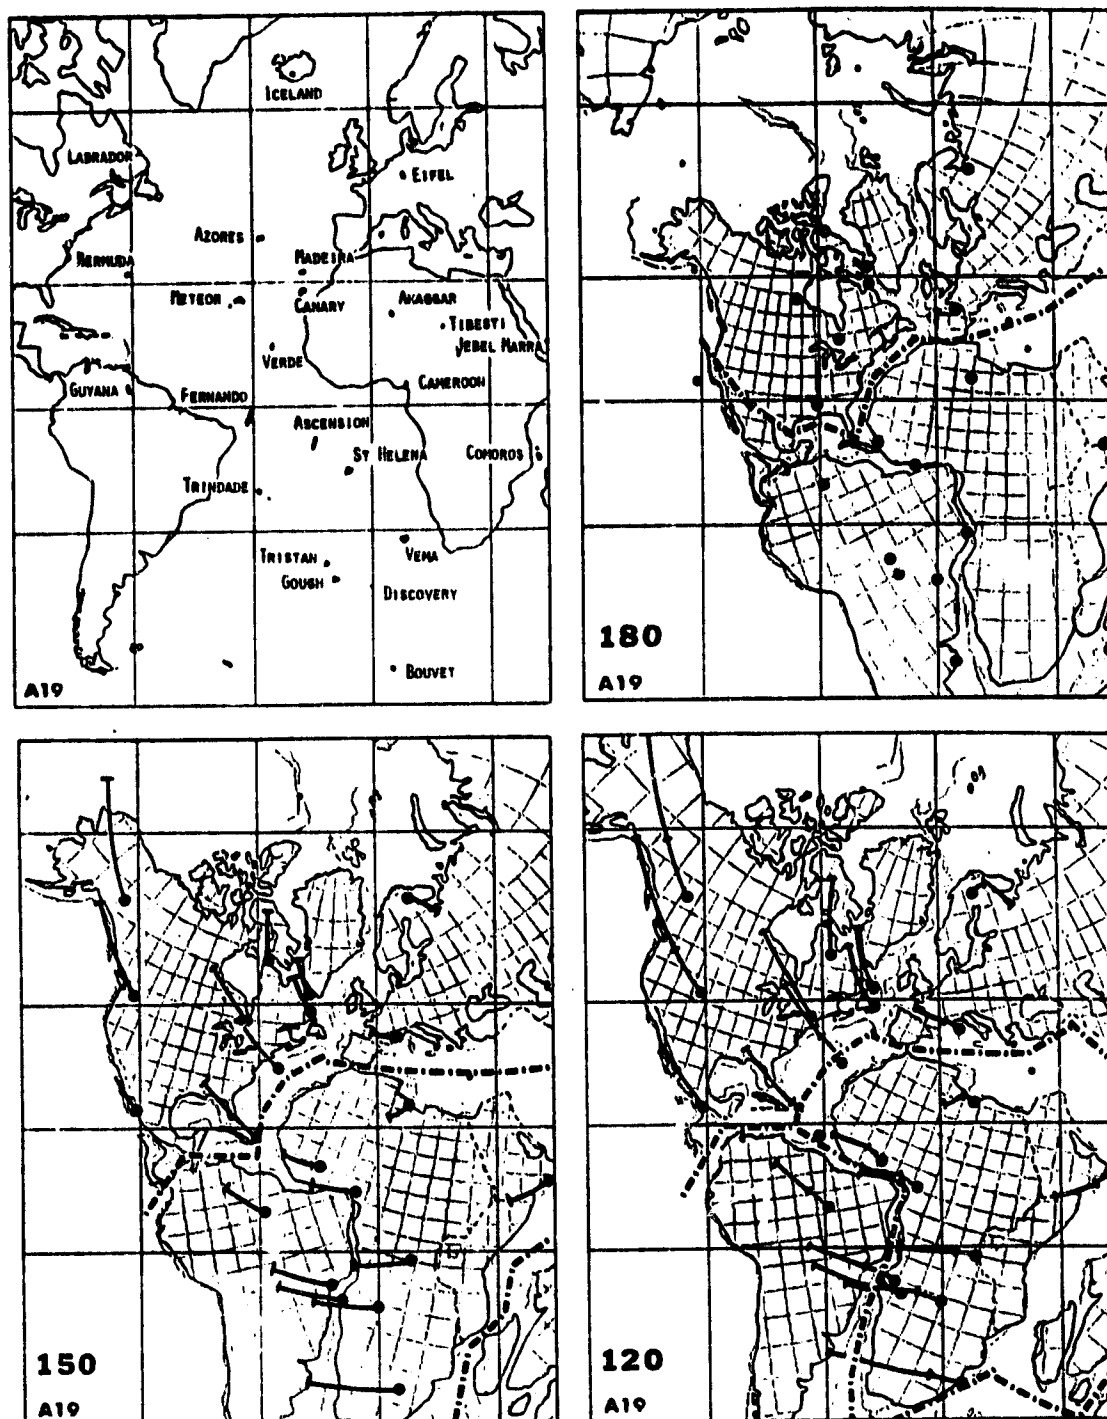 ICELAND
LABRADOR
EIFEL
AZORES
BERMUDA
MADEIRA
METEOR
CANARY
AHAGGAR
TIBESTI
JEBEL MARRA
VERDE
GUYANA
FERNANDO
CAMEROON
ASCENSION
ST HELENA
COMOROS
TRINDADE
VEMA
TRISTAN
GOUGH
DISCOVERY
BOUVET
A19
180
A19
150
A19
120
A19